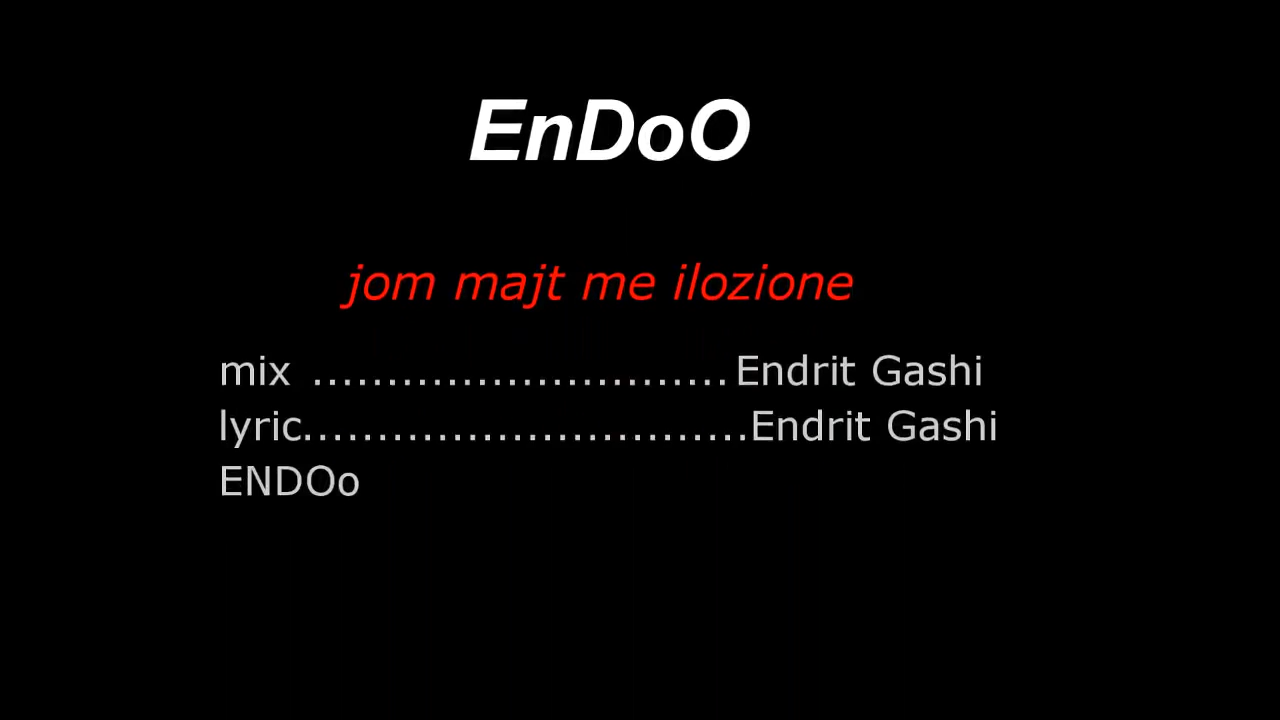 EnDoO
jom majt me ilozione
mix ............................Endrit Gashi
lyric..............................Endrit Gashi
ENDOo